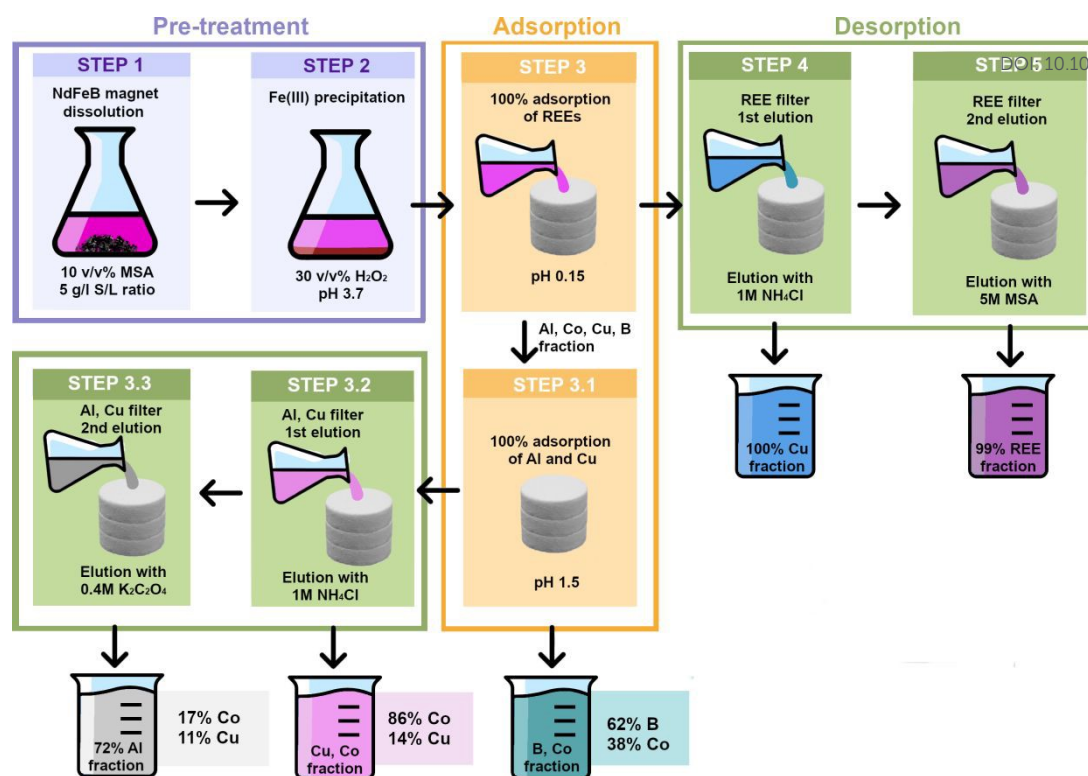 Pre-treatment
Adsorption
Desorption
STEP 1
NdFeB magnet
dissolution
10 v/v% MSA
5 g/l S/L ratio
STEP 2
Fe(III) precipitation
30 v/v% H₂O₂
pH 3.7
STEP 3
100% adsorption
of REEs
pH 0.15
Al, Co, Cu, B
fraction
STEP 4
REE filter
1st elution
Elution with
1M NH₄Cl
100% Cu
fraction
STEP 5
DOI: 10.10
REE filter
2nd elution
Elution with
5M MSA
99% REE
fraction
STEP 3.3
Al, Cu filter
2nd elution
Elution with
0.4M K₂C₂O₄
STEP 3.2
Al, Cu filter
1st elution
Elution with
1M NH₄Cl
STEP 3.1
100% adsorption
of Al and Cu
pH 1.5
72% Al
fraction
17% Co
11% Cu
Cu, Co
fraction
86% Co
14% Cu
B, Co
fraction
62% B
38% Co